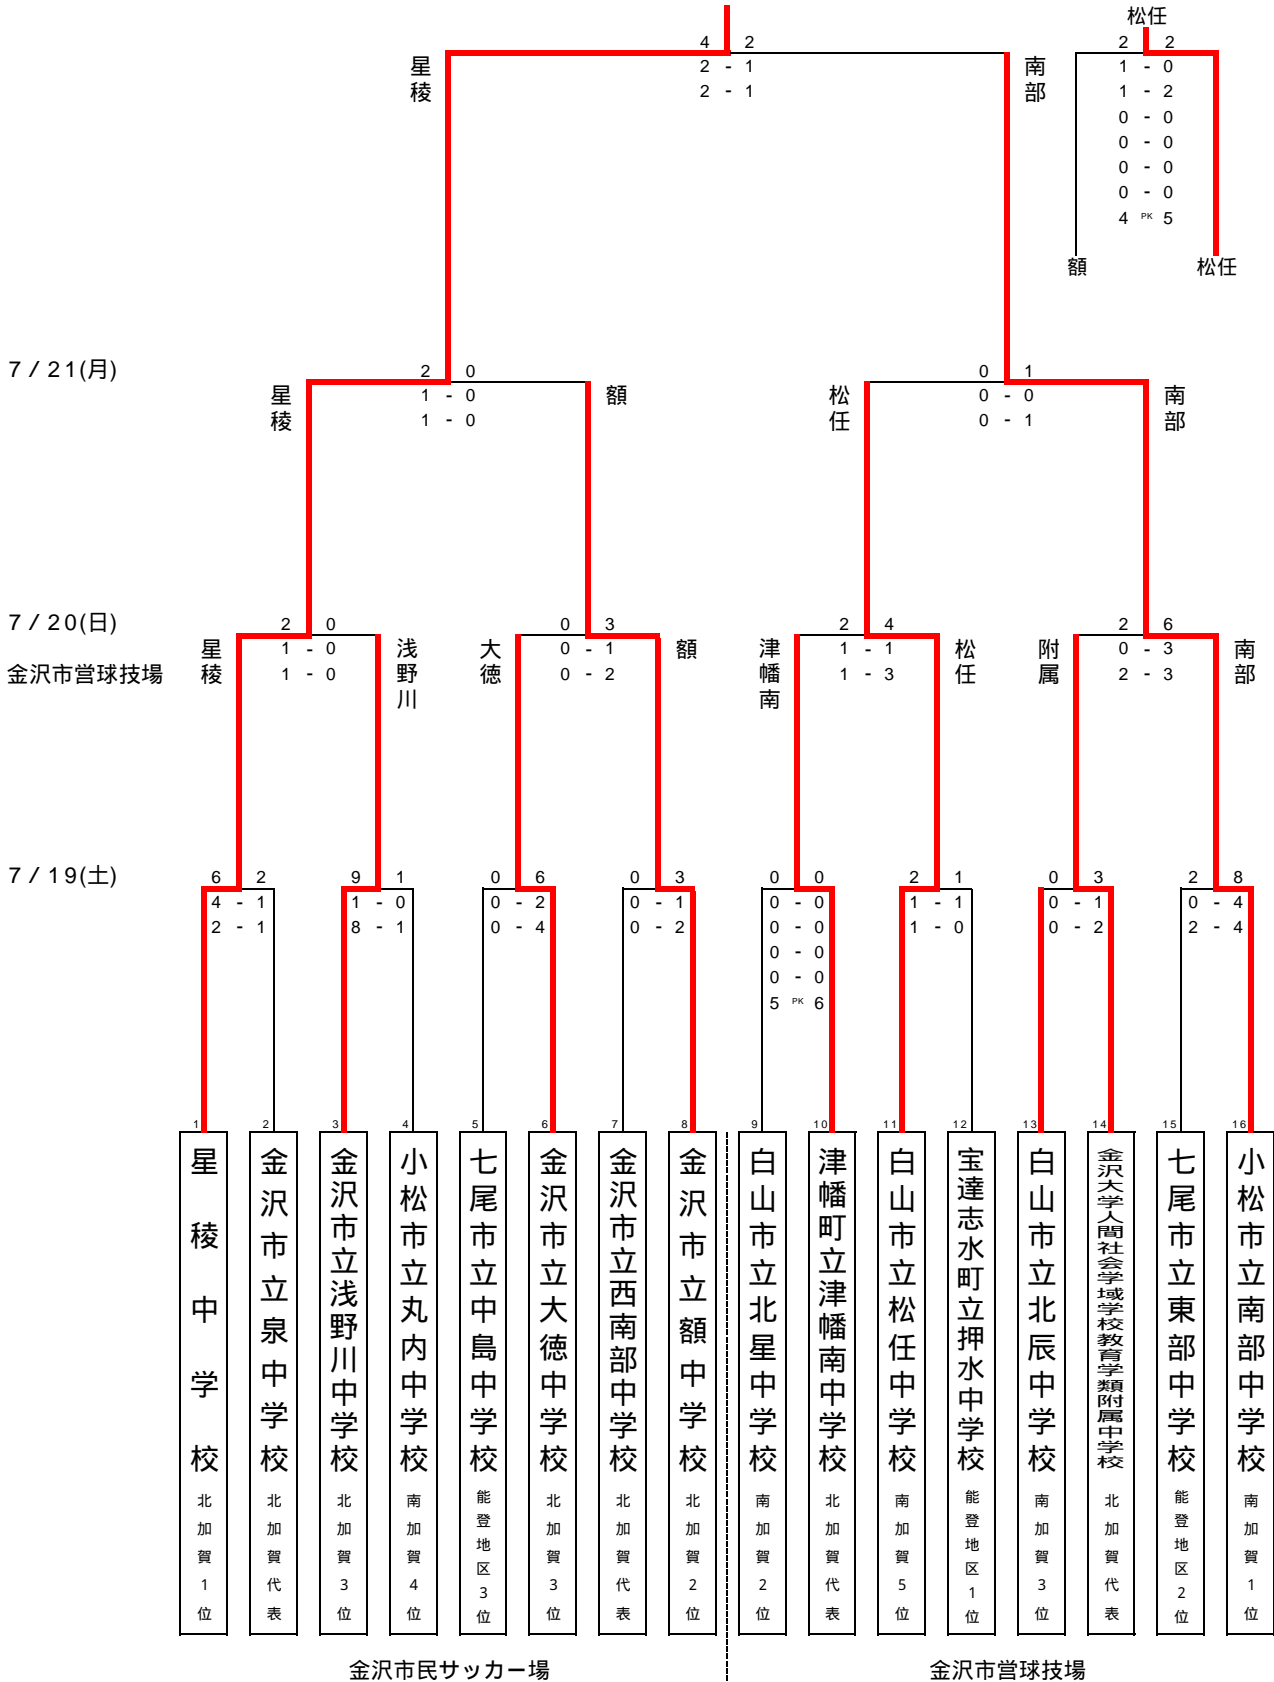 松任
4 2
2 2
星稜
2 - 1
南部
1 - 0
2 - 1
1 - 2
0 - 0
0 - 0
0 - 0
0 - 0
4 PK 5
額
松任
7 / 21(月)
2 0
0 1
星稜
1 - 0
額
松任
0 - 0
南部
1 - 0
0 - 1
7 / 20(日)
2 0
0 3
2 4
2 6
星稜
1 - 0
浅野川
大徳
0 - 1
額
津幡南
1 - 1
松任
附属
0 - 3
南部
金沢市営球技場
1 - 0
0 - 2
1 - 3
2 - 3
7 / 19(土)
6 2
9 1
0 6
0 3
0 0
2 1
0 3
2 8
4 - 1
1 - 0
0 - 2
0 - 1
0 - 0
1 - 1
0 - 1
0 - 4
2 - 1
8 - 1
0 - 4
0 - 2
0 - 0
1 - 0
0 - 2
2 - 4
0 - 0
0 - 0
5 PK 6
1
星稜中学校
北加賀1位
2
金沢市立泉中学校
北加賀代表
3
金沢市立浅野川中学校
北加賀3位
4
小松市立丸内中学校
南加賀4位
5
七尾市立中島中学校
能登地区3位
6
金沢市立大徳中学校
北加賀3位
7
金沢市立西南部中学校
北加賀代表
8
金沢市立額中学校
北加賀2位
9
白山市立北星中学校
南加賀2位
10
津幡町立津幡南中学校
北加賀代表
11
白山市立松任中学校
南加賀5位
12
宝達志水町立押水中学校
能登地区1位
13
白山市立北辰中学校
南加賀3位
14
金沢大学人間社会学域学校教育学類附属中学校
北加賀代表
15
七尾市立東部中学校
能登地区2位
16
小松市立南部中学校
南加賀1位
金沢市民サッカー場
金沢市営球技場